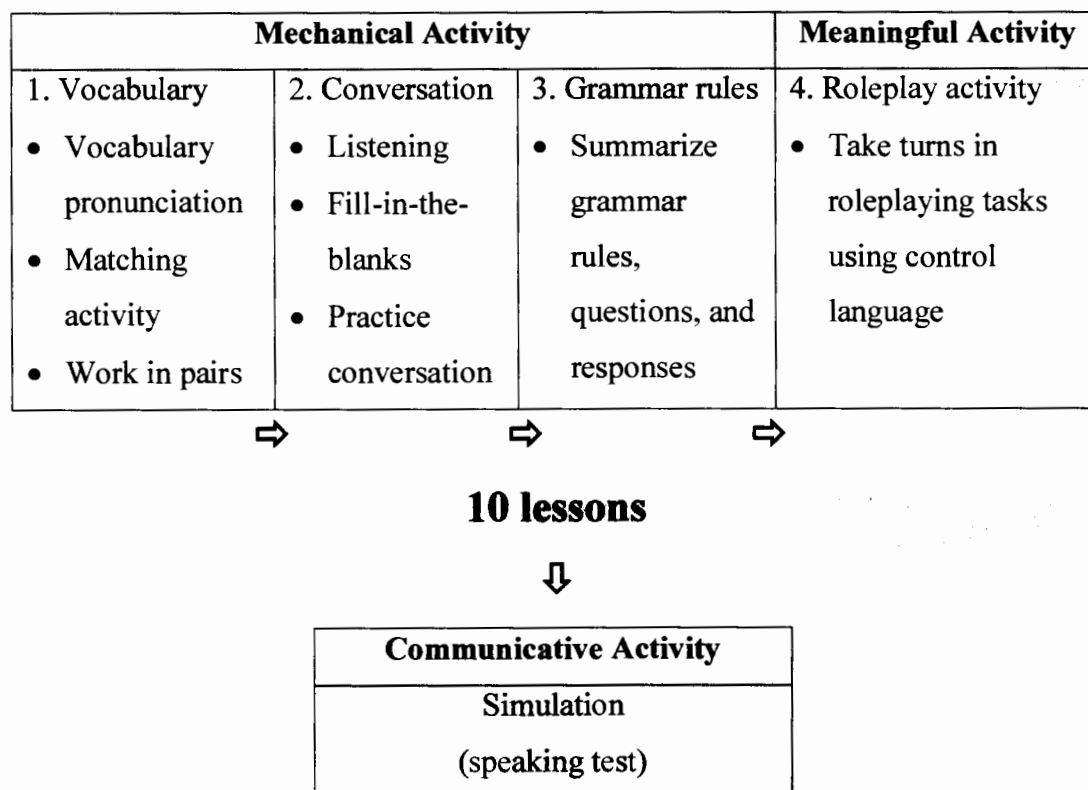 Mechanical Activity
Meaningful Activity
1. Vocabulary
• Vocabulary
pronunciation
• Matching
activity
• Work in pairs
2. Conversation
• Listening
• Fill-in-the-
blanks
• Practice
conversation
3. Grammar rules
• Summarize
grammar
rules,
questions, and
responses
4. Roleplay activity
• Take turns in
roleplaying tasks
using control
language
⇨ ⇨ ⇨
10 lessons
⇩
Communicative Activity
Simulation
(speaking test)